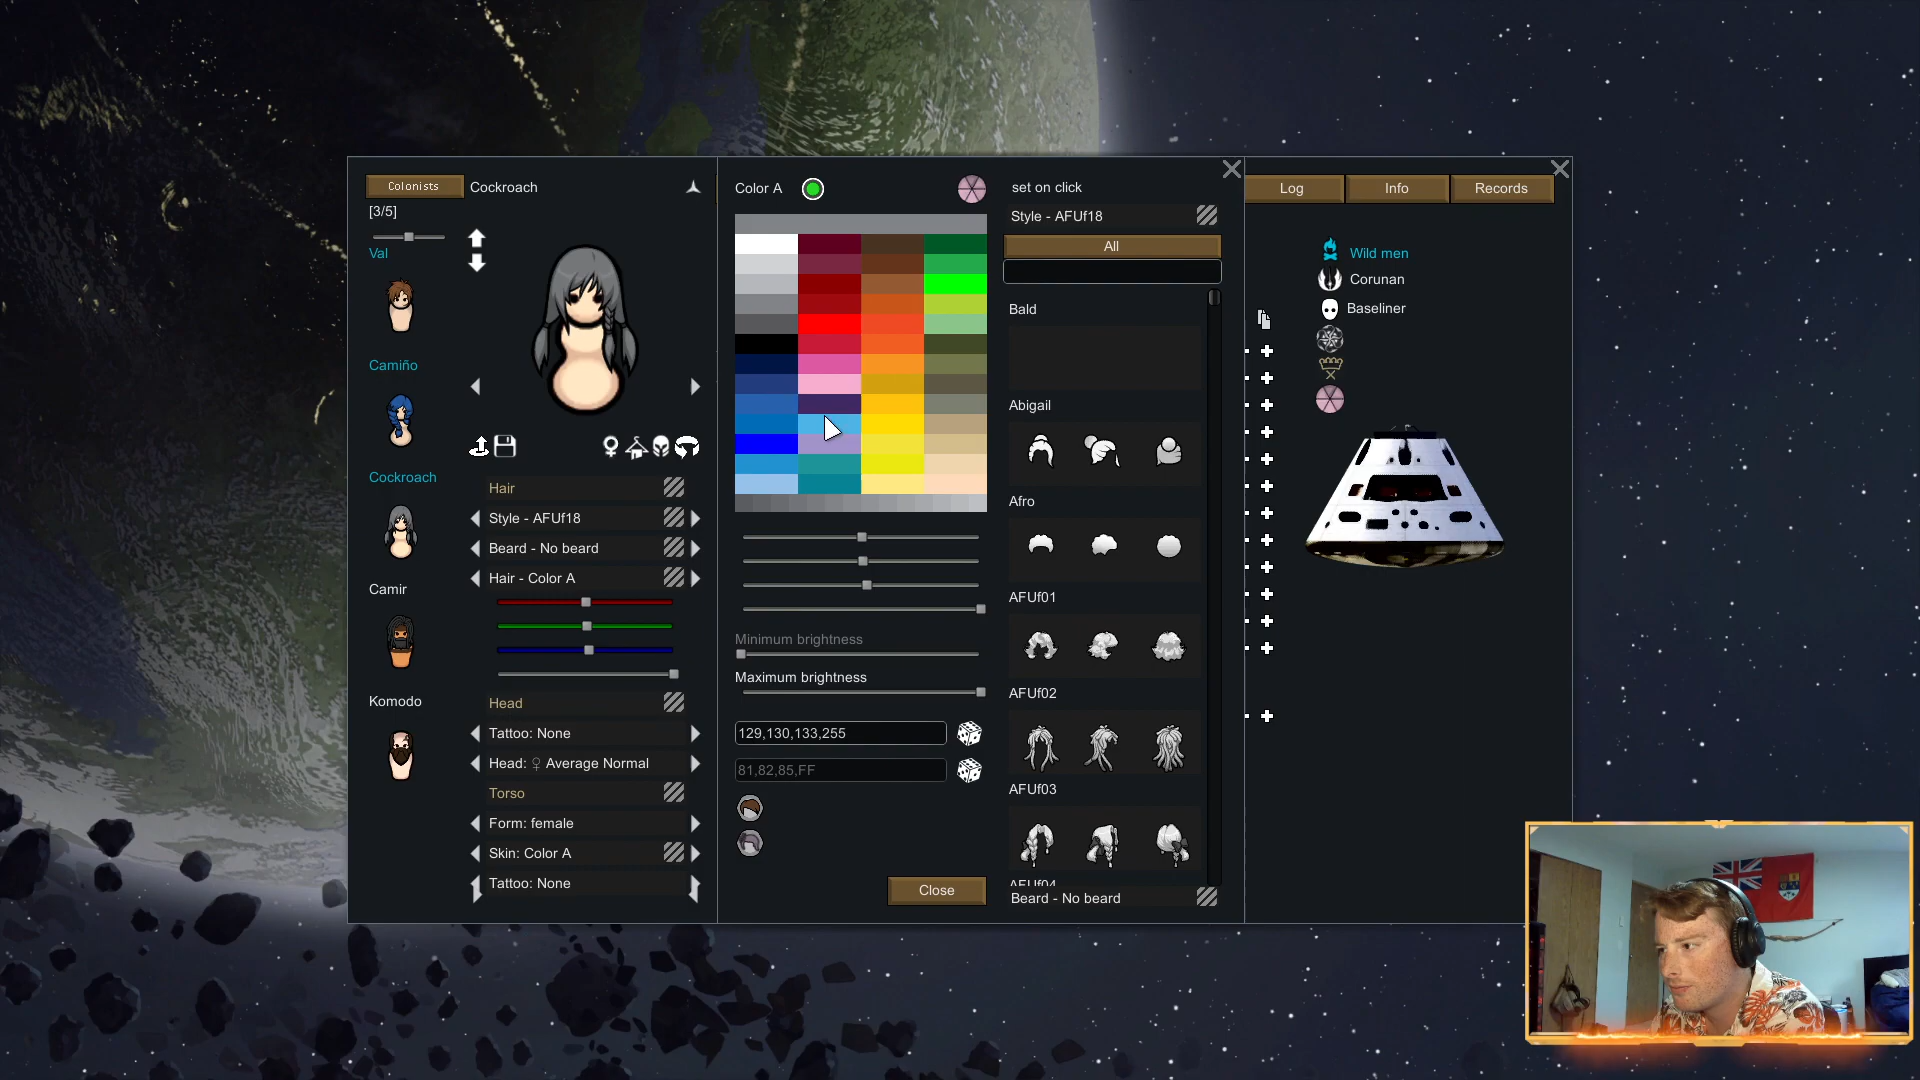 Colonists
Cockroach
[3/5]
Val
Camiño
Cockroach
Camir
Komodo
Hair
Style - AFUf18
Beard - No beard
Hair - Color A
Head
Tattoo: None
Head: ♀ Average Normal
Torso
Form: female
Skin: Color A
Tattoo: None
Color A
Minimum brightness
Maximum brightness
129,130,133,255
81,82,85,FF
Close
set on click
Style - AFUf18
All
Bald
Abigail
Afro
AFUf01
AFUf02
AFUf03
AFUf04
Beard - No beard
Log
Info
Records
Wild men
Corunan
Baseliner